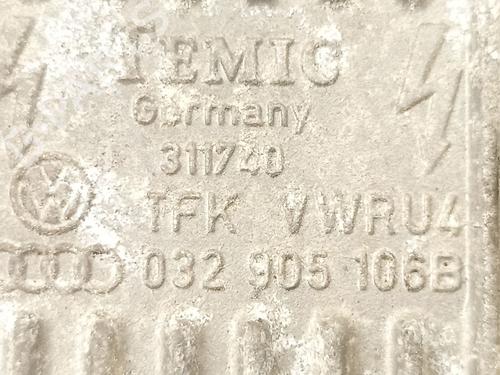 TEMIC
Germany
311740
TFK VWRU4
032 905 106B